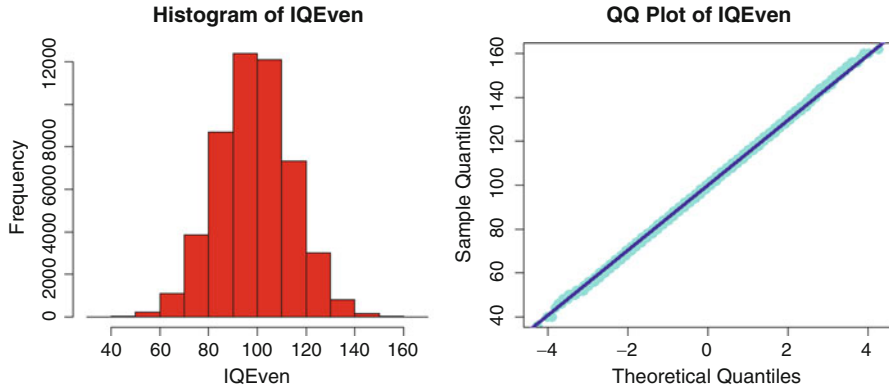 Histogram of IQEven
Frequency
12000
8000
4000
2000
0
40 60 80 100 120 140 160
IQEven
QQ Plot of IQEven
Sample Quantiles
160
140
120
100
80
60
40
−4 −2 0 2 4
Theoretical Quantiles